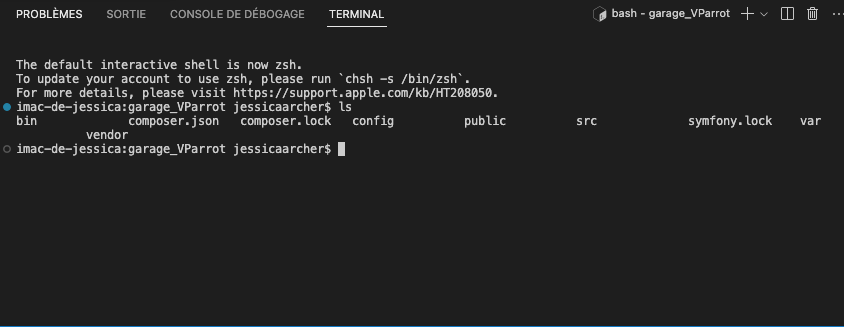 PROBLÈMES SORTIE CONSOLE DE DÉBOGAGE TERMINAL bash - garage_VParrot
The default interactive shell is now zsh.
To update your account to use zsh, please run `chsh -s /bin/zsh`.
For more details, please visit https://support.apple.com/kb/HT208050.
imac-de-jessica:garage_VParrot jessicaarcher$ ls
bin composer.json composer.lock config public src symfony.lock var
vendor
imac-de-jessica:garage_VParrot jessicaarcher$